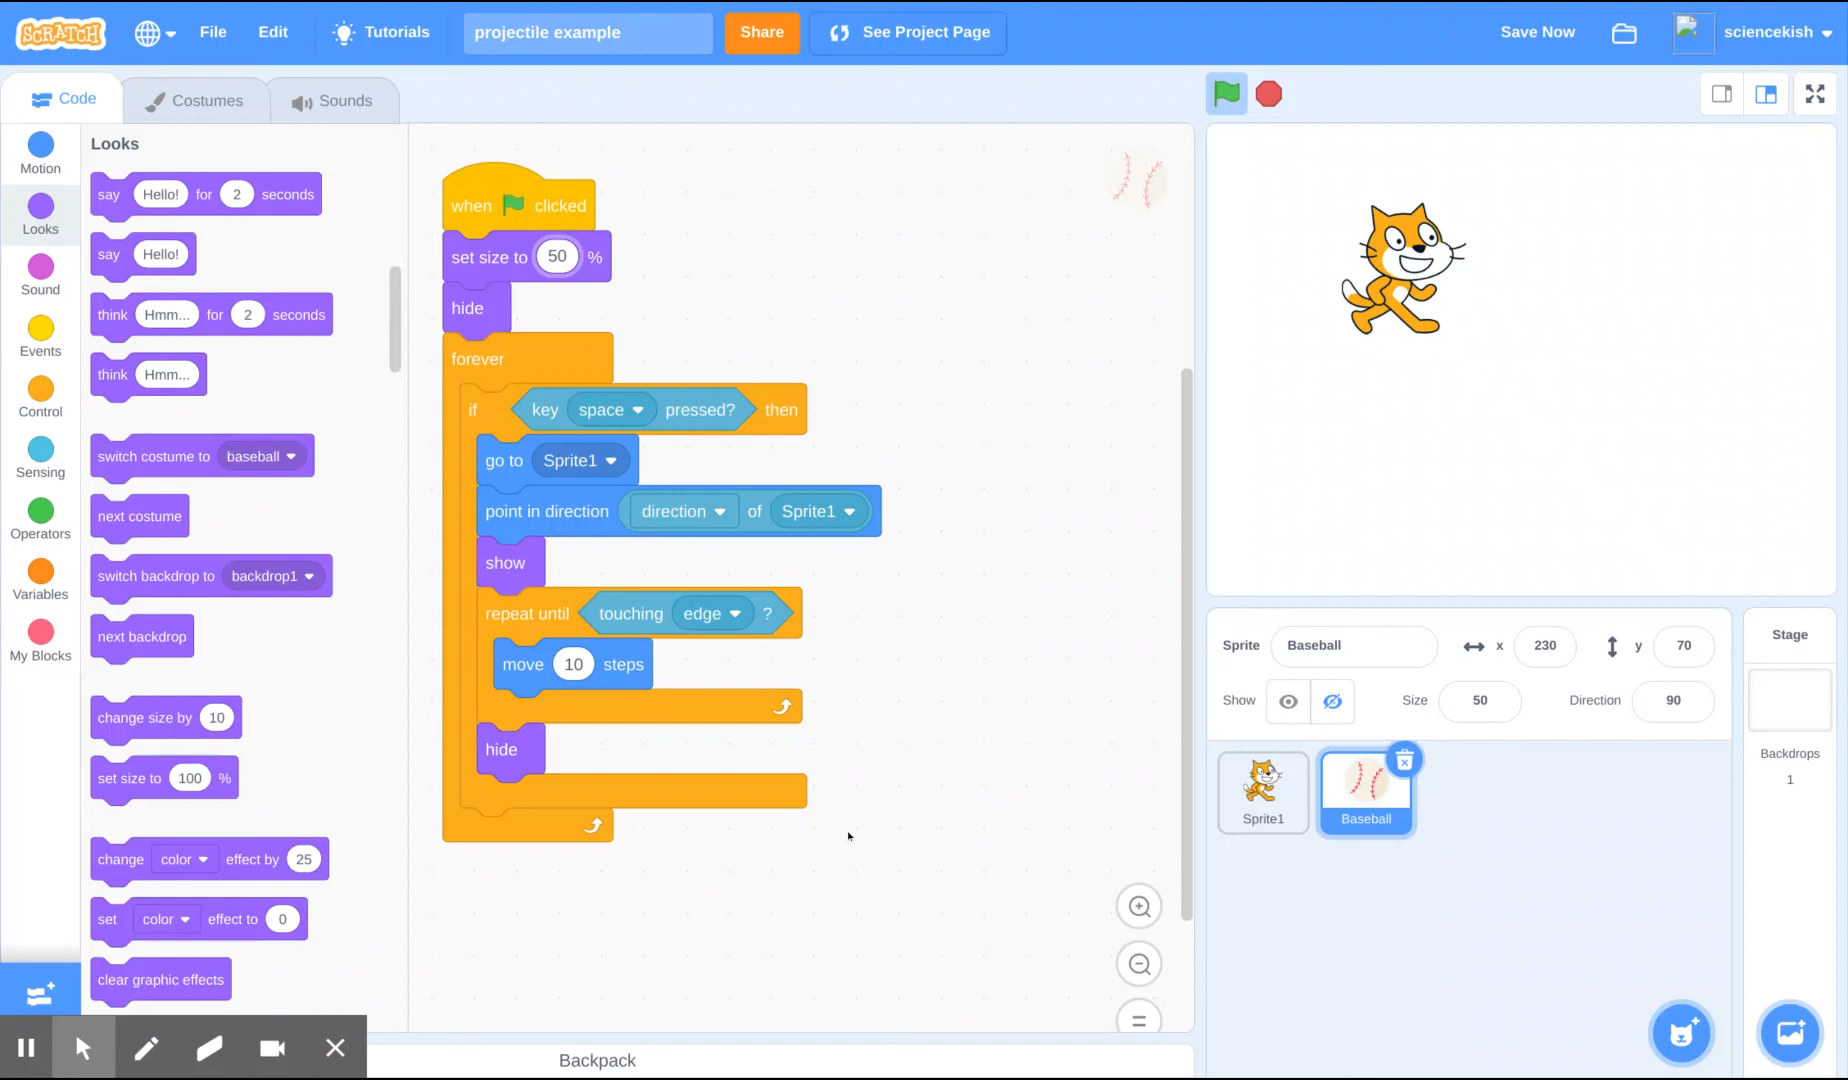 SCRATCH File Edit Tutorials projectile example Share See Project Page Save Now sciencekish
Code Costumes Sounds
Motion
Looks
Sound
Events
Control
Sensing
Operators
Variables
My Blocks
Looks
say Hello! for 2 seconds
say Hello!
think Hmm... for 2 seconds
think Hmm...
switch costume to baseball
next costume
switch backdrop to backdrop1
next backdrop
change size by 10
set size to 100 %
change color effect by 25
set color effect to 0
clear graphic effects
when clicked
set size to 50 %
hide
forever
if key space pressed? then
go to Sprite1
point in direction direction of Sprite1
show
repeat until touching edge ?
move 10 steps
hide
Backpack
Sprite Baseball x 230 y 70
Show Size 50 Direction 90
Sprite1 Baseball
Stage
Backdrops
1